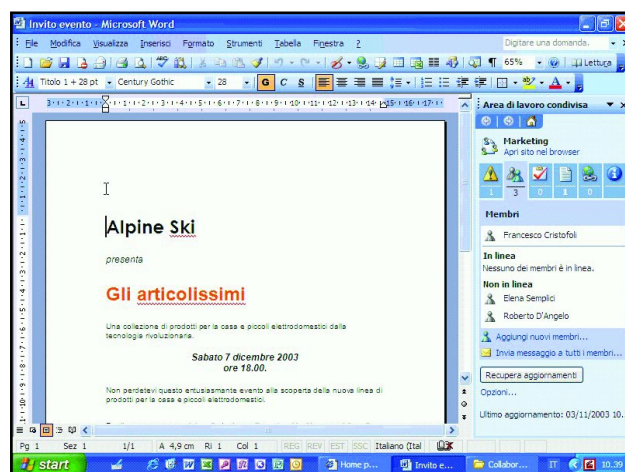 Invito evento - Microsoft Word
File Modifica Visualizza Inserisci Formato Strumenti Tabella Finestra ?
Digitare una domanda.
65% Lettura
Titolo 1 + 28 pt Century Gothic 28 G C S
Area di lavoro condivisa
Marketing
Apri sito nel browser
1 3 0 1 0
Membri
Francesco Cristofoli
In linea
Nessuno dei membri è in linea.
Non in linea
Elena Semplici
Roberto D'Angelo
Aggiungi nuovi membri...
Invia messaggio a tutti i membri...
Recupera aggiornamenti
Opzioni...
Ultimo aggiornamento: 03/11/2003 10.
Alpine Ski
presenta
Gli articolissimi
Una collezione di prodotti per la casa e piccoli elettrodomestici dalla
tecnologia rivoluzionaria.
Sabato 7 dicembre 2003
ore 18.00.
Non perdetevi questo entusiasmante evento alla scoperta della nuova linea di
prodotti per la casa e piccoli elettrodomestici.
Pg 1 Sez 1 1/1 A 4,9 cm Ri 1 Col 1 REG REV EST SSC Italiano (Ital
start Home p... Invito e... Collabor... IT 10.39